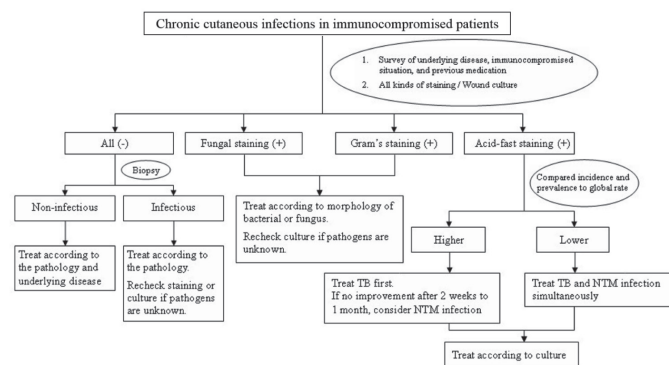 Chronic cutaneous infections in immunocompromised patients
1. Survey of underlying disease, immunocompromised
situation, and previous medication
2. All kinds of staining / Wound culture
All (-)
Fungal staining (+)
Gram's staining (+)
Acid-fast staining (+)
Biopsy
Compared incidence and
prevalence to global rate
Non-infectious
Infectious
Treat according to morphology of
bacterial or fungus.
Recheck culture if pathogens are
unknown.
Higher
Lower
Treat according to
the pathology and
underlying disease
Treat according to
the pathology.
Recheck staining or
culture if pathogens
are unknown.
Treat TB first.
If no improvement after 2 weeks to
1 month, consider NTM infection
Treat TB and NTM infection
simultaneously
Treat according to culture